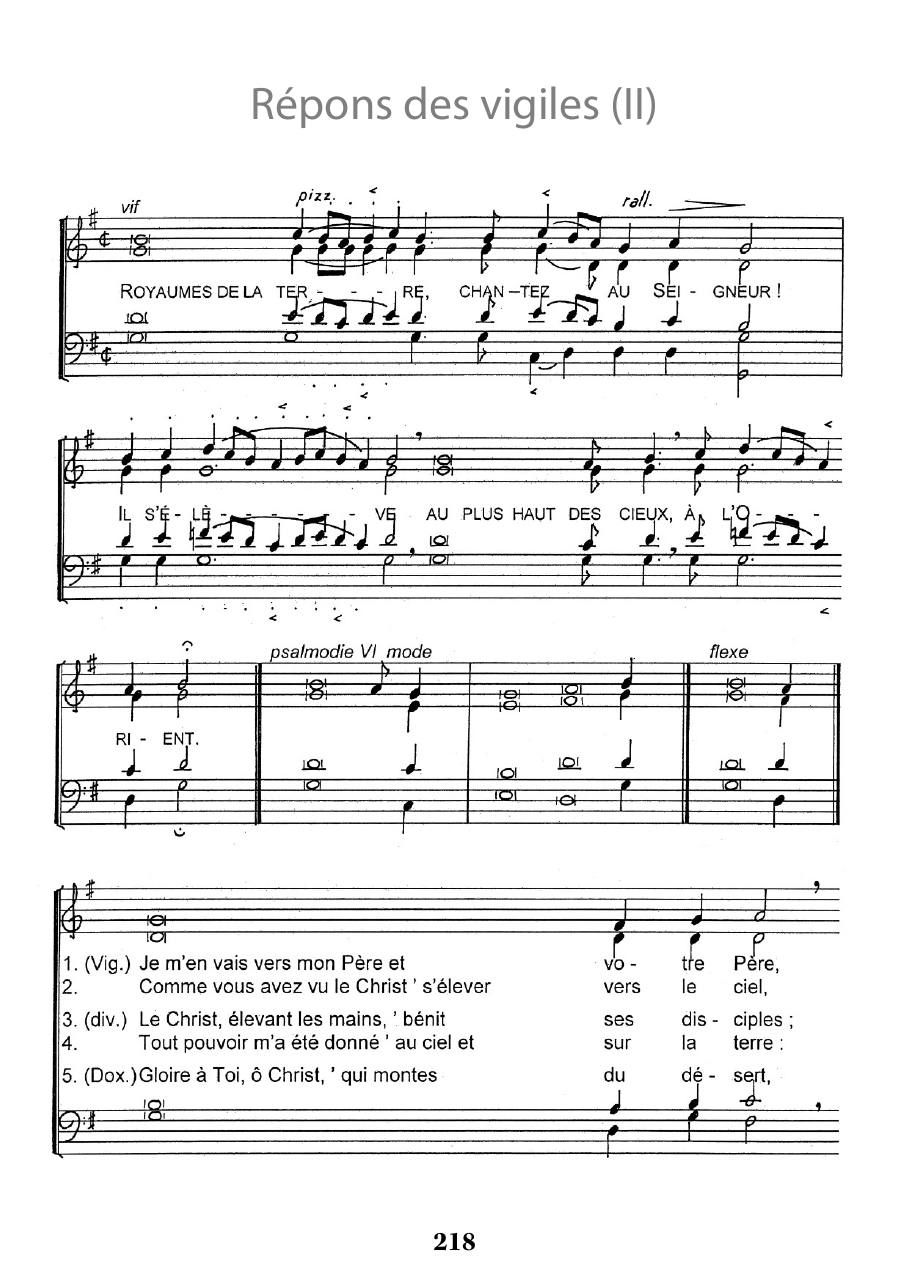 Répons des vigiles (II)
vif pizz. rall.
ROYAUMES DE LA TER - - - RE, CHAN-TEZ AU SEI - GNEUR !
IL S'É - LÈ - - - - - - VE AU PLUS HAUT DES CIEUX, À L'O - - -
psalmodie VI mode flexe
RI - ENT.
1. (Vig.) Je m'en vais vers mon Père et vo - tre Père,
2. Comme vous avez vu le Christ ' s'élever vers le ciel,
3. (div.) Le Christ, élevant les mains, ' bénit ses dis - ciples ;
4. Tout pouvoir m'a été donné ' au ciel et sur la terre :
5. (Dox.) Gloire à Toi, ô Christ, ' qui montes du dé - sert,
218